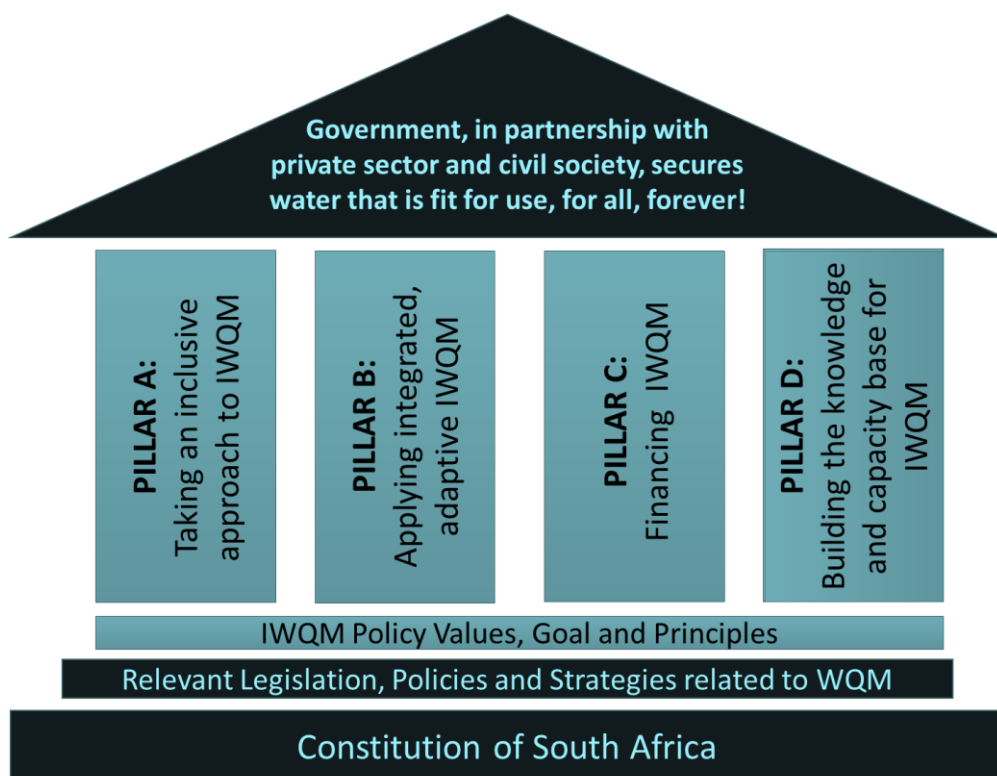 Government, in partnership with
private sector and civil society, secures
water that is fit for use, for all, forever!
PILLAR A:
Taking an inclusive
approach to IWQM
PILLAR B:
Applying integrated,
adaptive IWQM
PILLAR C:
Financing IWQM
PILLAR D:
Building the knowledge
and capacity base for
IWQM
IWQM Policy Values, Goal and Principles
Relevant Legislation, Policies and Strategies related to WQM
Constitution of South Africa